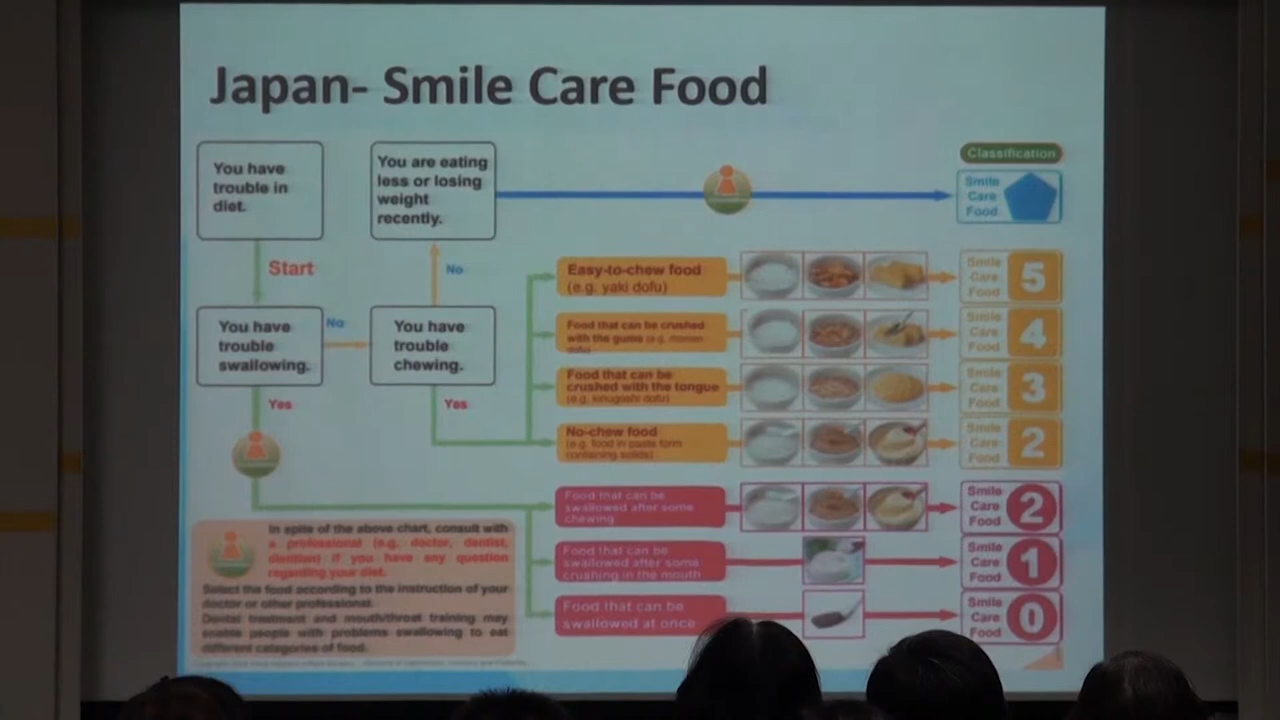 Japan- Smile Care Food
You have
trouble in
diet.
You are eating
less or losing
weight
recently.
Classification
Smile
Care
Food
Start
No
Easy-to-chew food
(e.g. yaki dofu)
Smile
Care
Food
5
You have
trouble
swallowing.
No
You have
trouble
chewing.
Food that can be crushed
with the gums (e.g. momen
dofu)
Smile
Care
Food
4
Food that can be
crushed with the tongue
(e.g. kinugoshi dofu)
Smile
Care
Food
3
Yes
Yes
No-chew food
(e.g. food in paste form
containing solids)
Smile
Care
Food
2
Food that can be
swallowed after some
chewing
Smile
Care
Food
2
Food that can be
swallowed after some
crushing in the mouth
Smile
Care
Food
1
Food that can be
swallowed at once
Smile
Care
Food
0
In spite of the above chart, consult with
a professional (e.g. doctor, dentist,
dietitian) if you have any question
regarding your diet.
Select the food according to the instruction of your
doctor or other professional.
Dental treatment and mouth/throat training may
enable people with problems swallowing to eat
different categories of food.